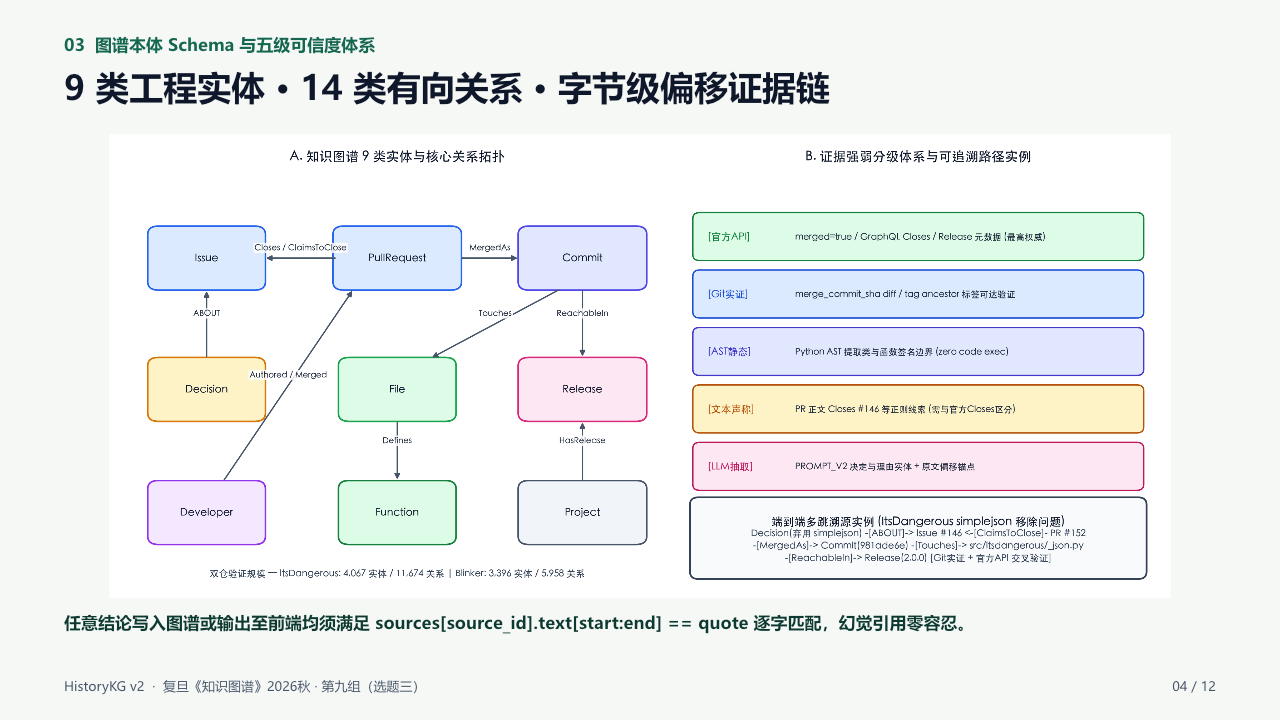 03 图谱本体 Schema 与五级可信度体系
9 类工程实体 • 14 类有向关系 • 字节级偏移证据链
A. 知识图谱 9 类实体与核心关系拓扑
Issue
Closes / ClaimsToClose
PullRequest
MergedAs
Commit
ABOUT
Touches
ReachableIn
Decision
Authored / Merged
File
Release
Defines
HasRelease
Developer
Function
Project
双仓验证规模 — ItsDangerous: 4,067 实体 / 11,674 关系 | Blinker: 3,396 实体 / 5,958 关系
B. 证据强弱分级体系与可追溯路径实例
[官方API] merged=true / GraphQL Closes / Release 元数据 (最高权威)
[Git实证] merge_commit_sha diff / tag ancestor 标签可达验证
[AST静态] Python AST 提取类与函数签名边界 (zero code exec)
[文本声称] PR 正文 Closes #146 等正则线索 (需与官方Closes区分)
[LLM抽取] PROMPT_V2 决定与理由实体 + 原文偏移锚点
端到端多跳溯源实例 (ItsDangerous simplejson 移除问题)
Decision(弃用 simplejson) -[ABOUT]-> Issue #146 <-[ClaimsToClose]- PR #152
-[MergedAs]-> Commit(981ade6e) -[Touches]-> src/itsdangerous/_json.py
-[ReachableIn]-> Release(2.0.0) [Git实证 + 官方API 交叉验证]
任意结论写入图谱或输出至前端均须满足 sources[source_id].text[start:end] == quote 逐字匹配，幻觉引用零容忍。
HistoryKG v2 · 复旦《知识图谱》2026秋 · 第九组（选题三）
04 / 12